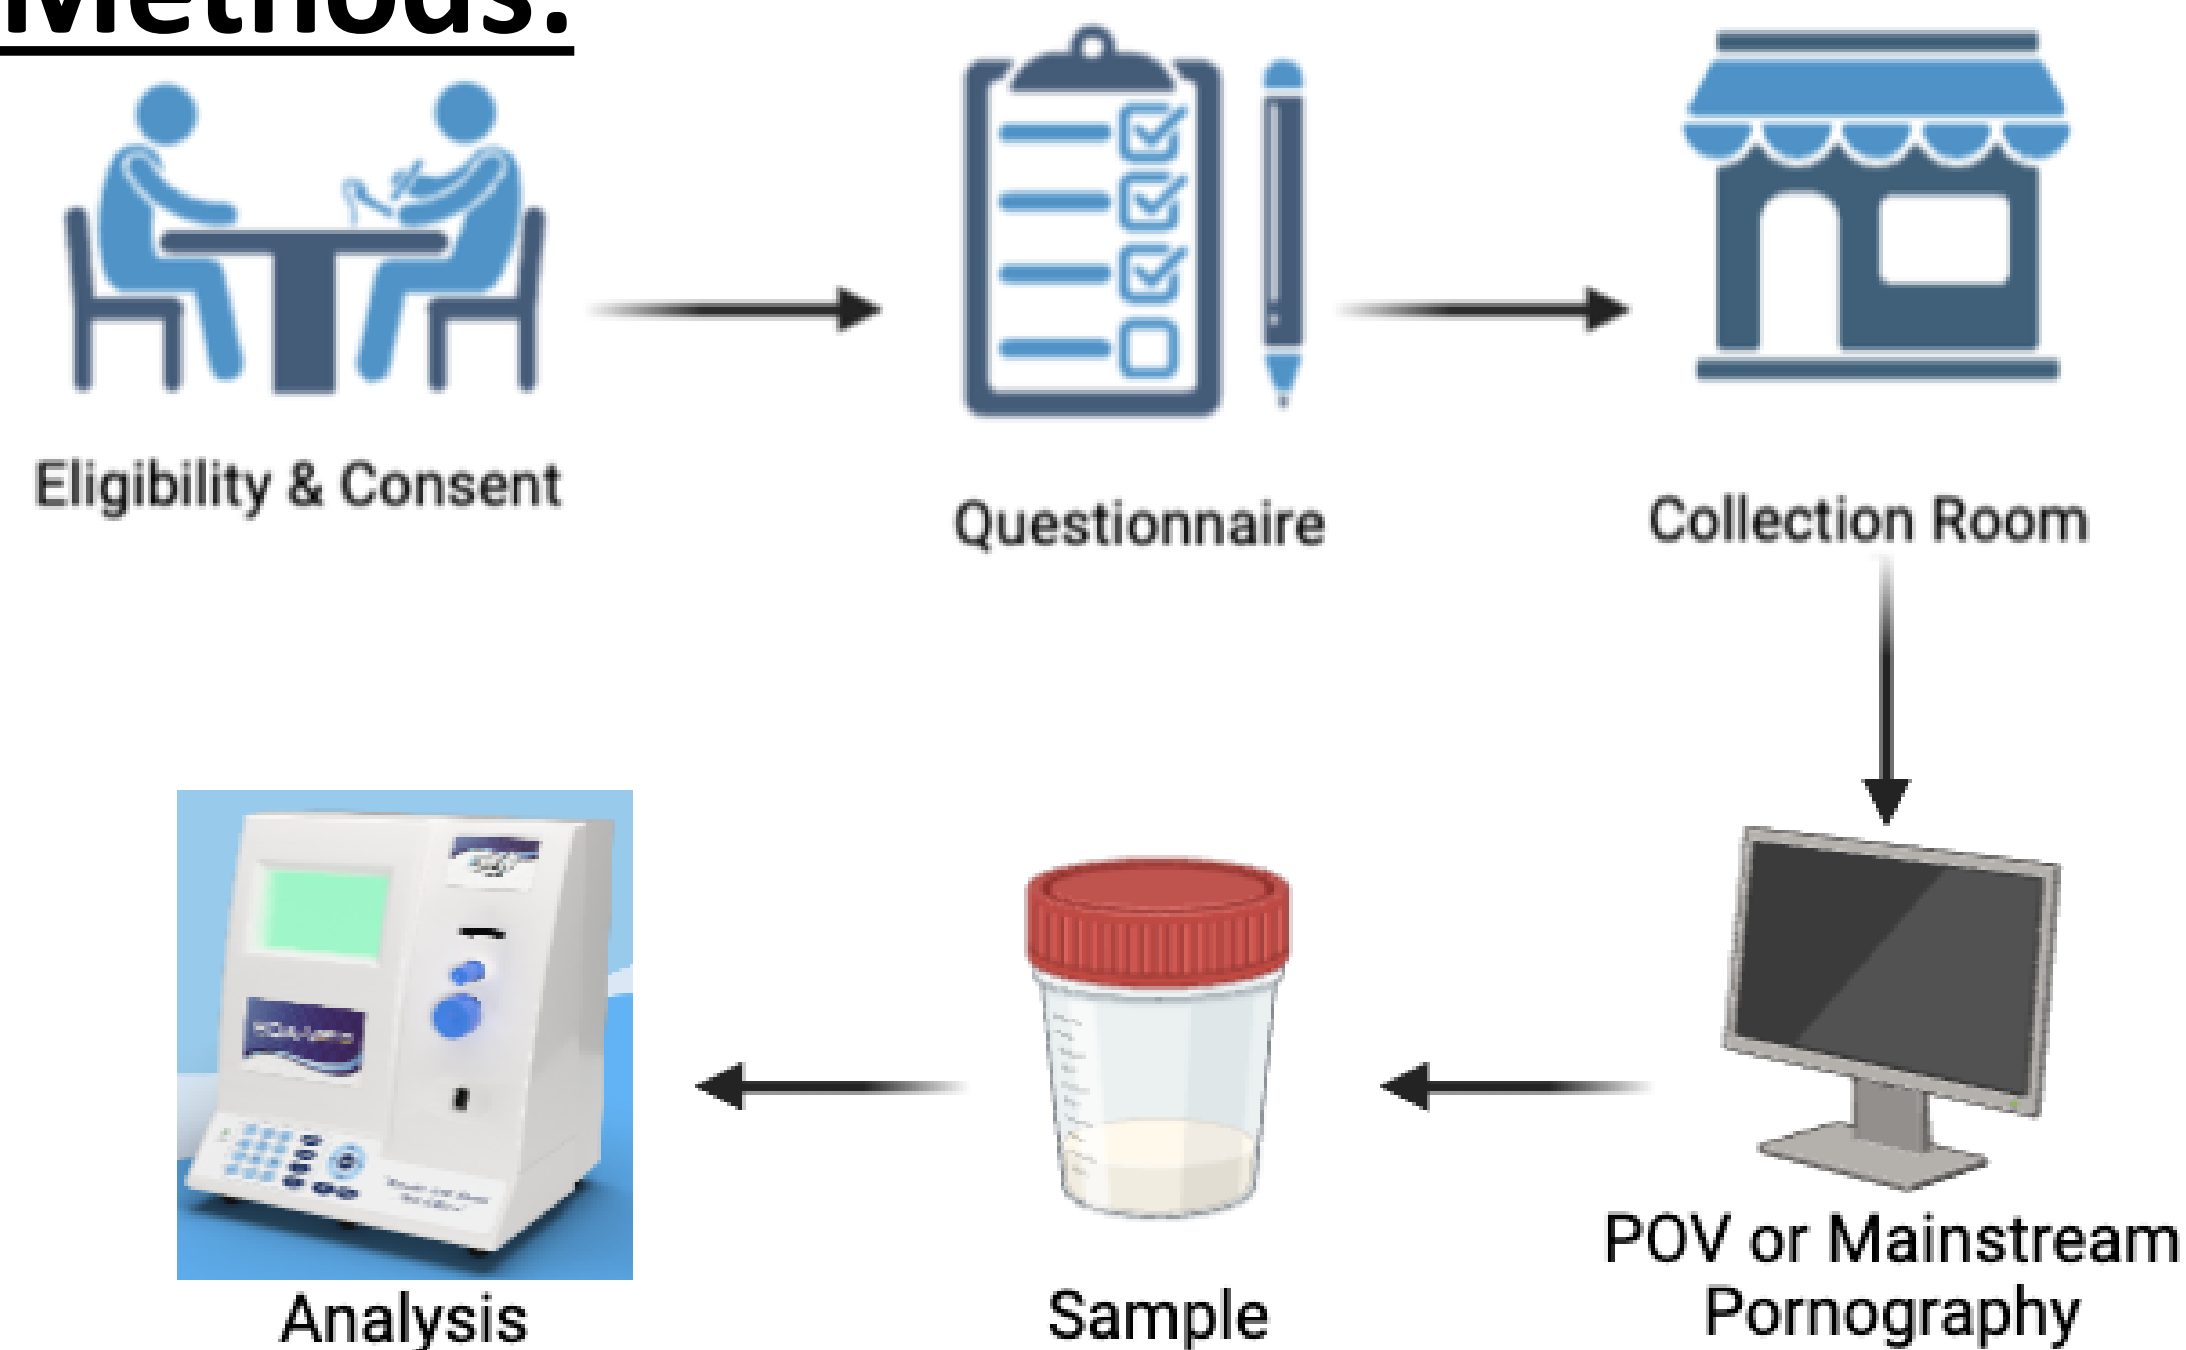 Methods:
Eligibility & Consent
Questionnaire
Collection Room
POV or Mainstream
Pornography
Sample
Analysis